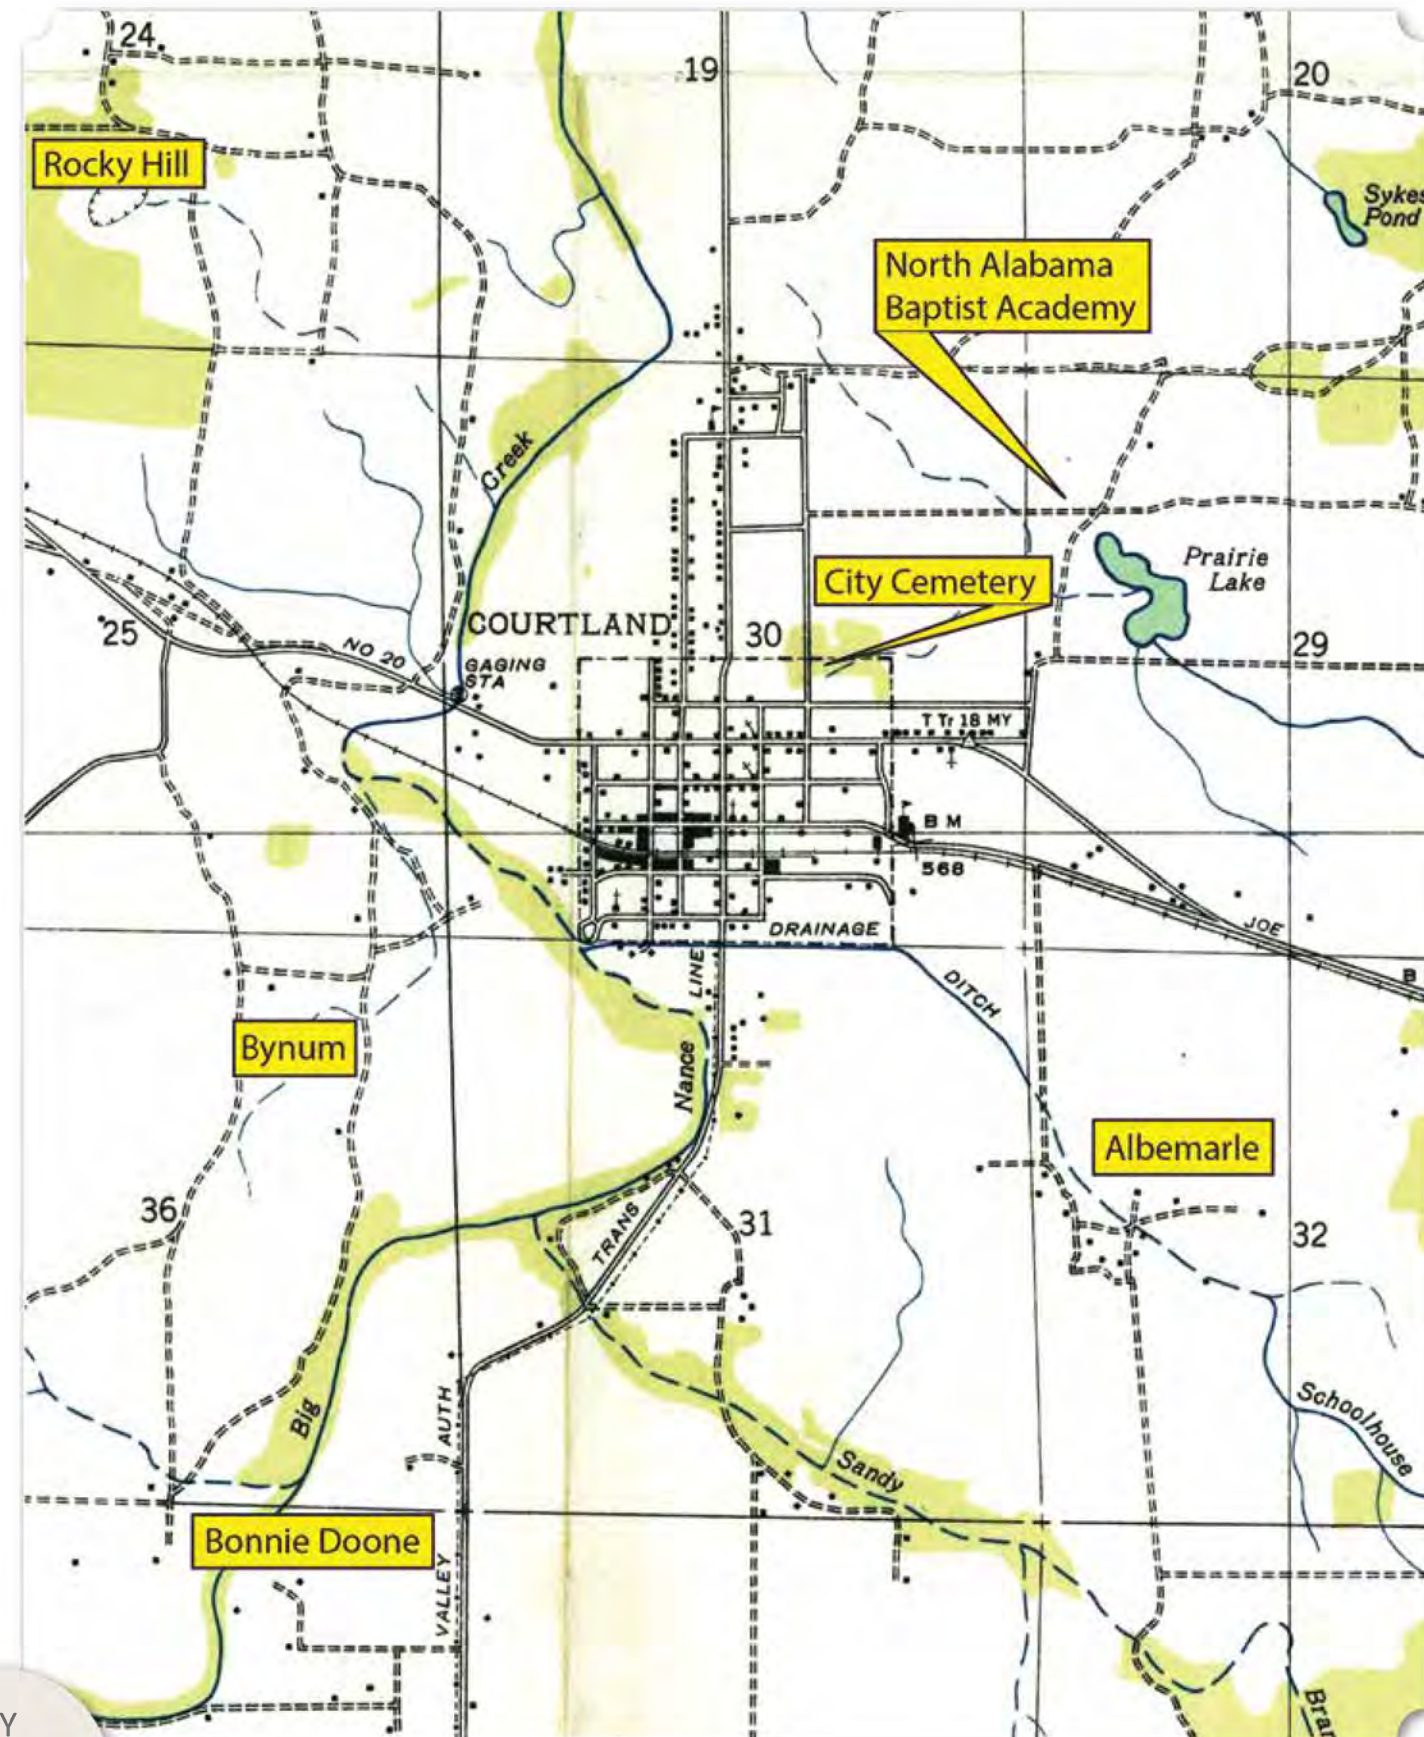 24
19
20
Rocky Hill
Sykes
Pond
North Alabama
Baptist Academy
Creek
Prairie
Lake
City Cemetery
COURTLAND
30
25
NO 20
GAGING
STA
29
T Tr 18 MY
B M
568
DRAINAGE
JOE
B
LINE
DITCH
Bynum
Nance
Albemarle
36
TRANS
31
32
Big
AUTH
Schoolhouse
Sandy
Bonnie Doone
VALLEY
Bran
Y